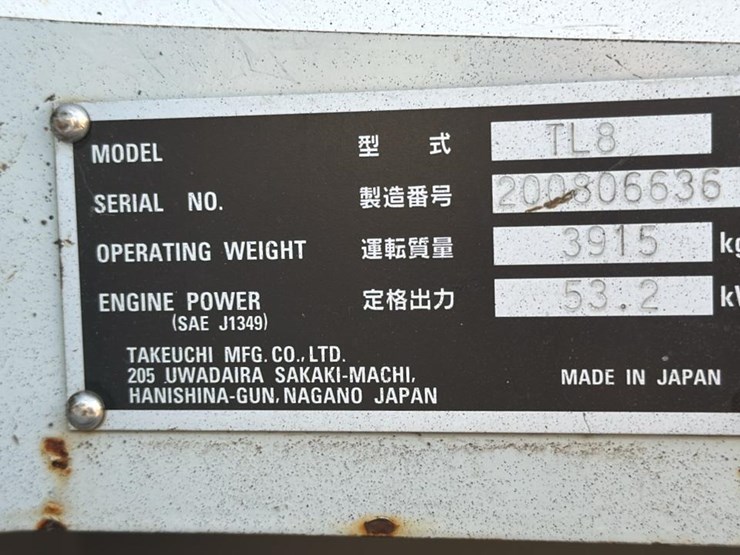 MODEL 型式 TL8
SERIAL NO. 製造番号 200806636
OPERATING WEIGHT 運転質量 3915 kg
ENGINE POWER 定格出力 53.2 k
(SAE J1349)
TAKEUCHI MFG. CO., LTD.
205 UWADAIRA SAKAKI-MACHI,
HANISHINA-GUN, NAGANO JAPAN
MADE IN JAPAN